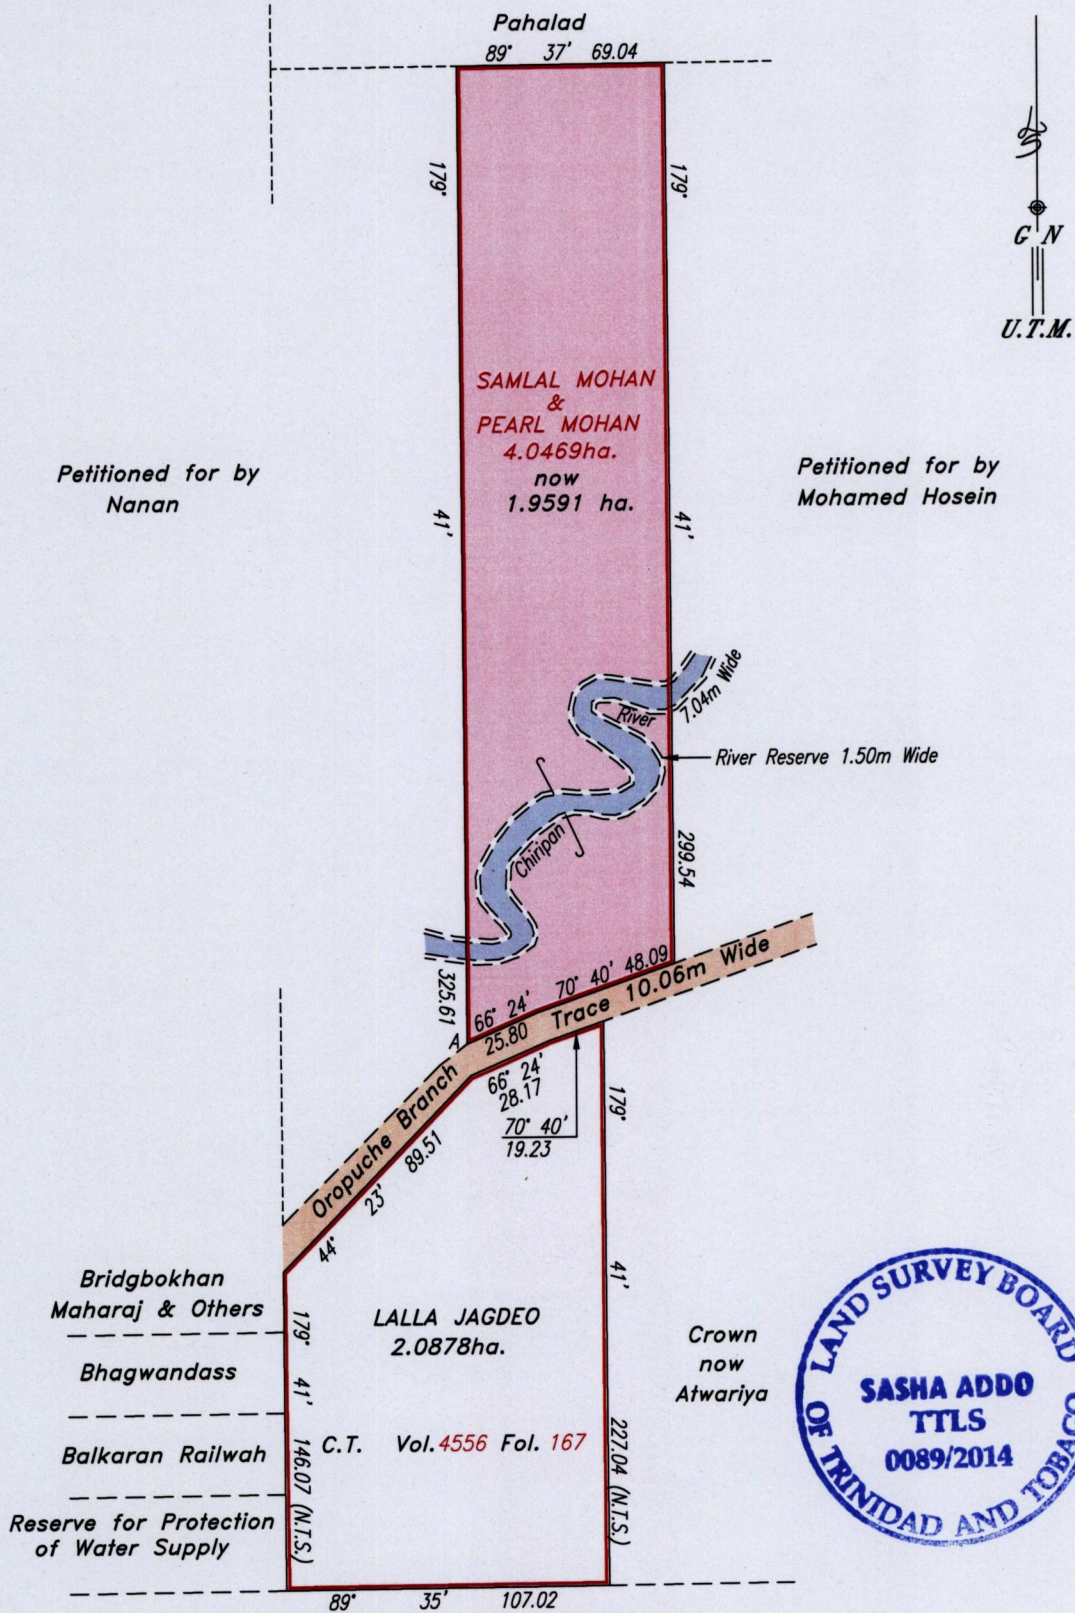 Pahalad
89° 37' 69.04
179°
179°
G N
U.T.M.
SAMLAL MOHAN
&
PEARL MOHAN
4.0469ha.
now
1.9591 ha.
Petitioned for by
Nanan
Petitioned for by
Mohamed Hosein
41'
41'
River
7.04m Wide
River Reserve 1.50m Wide
Chiripan
299.54
325.61
66° 24'
25.80
70° 40' 48.09
A
Oropuche Branch Trace 10.06m Wide
66° 24'
28.17
70° 40'
19.23
179°
44° 23' 89.51
Bridgbokhan
Maharaj & Others
Bhagwandass
Balkaran Railwah
Reserve for Protection
of Water Supply
179° 41' 146.07 (N.T.S.)
LALLA JAGDEO
2.0878ha.
C.T. Vol. 4556 Fol. 167
41'
227.04 (N.T.S.)
Crown
now
Atwariya
89° 35' 107.02
LAND SURVEY BOARD
OF TRINIDAD AND TOBAGO
SASHA ADDO
TTLS
0089/2014